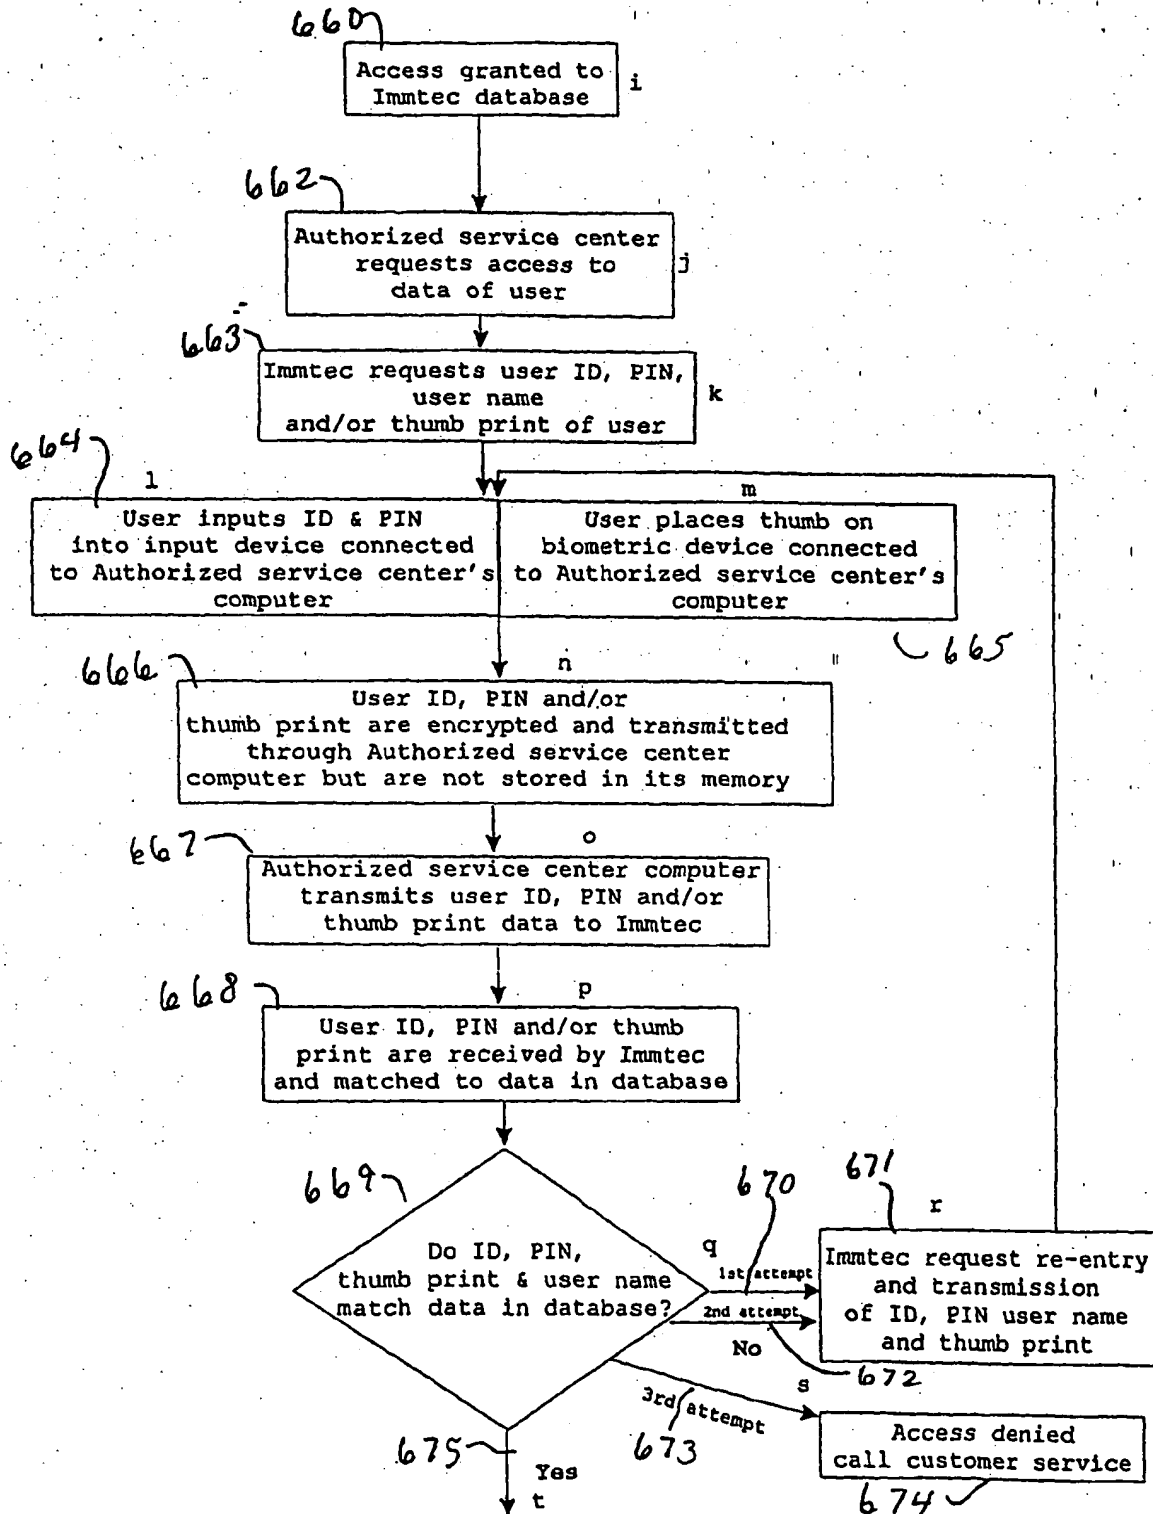 660
Access granted to
Immtec database
i
662
Authorized service center
requests access to
data of user
j
663
Immtec requests user ID, PIN,
user name
and/or thumb print of user
k
664
l
User inputs ID & PIN
into input device connected
to Authorized service center's
computer
m
User places thumb on
biometric device connected
to Authorized service center's
computer
665
666
n
User ID, PIN and/or
thumb print are encrypted and transmitted
through Authorized service center
computer but are not stored in its memory
667
o
Authorized service center computer
transmits user ID, PIN and/or
thumb print data to Immtec
668
p
User ID, PIN and/or thumb
print are received by Immtec
and matched to data in database
669
Do ID, PIN,
thumb print & user name
match data in database?
q
670
1st attempt
2nd attempt
No
672
671
r
Immtec request re-entry
and transmission
of ID, PIN user name
and thumb print
s
3rd attempt
673
Access denied
call customer service
674
675
Yes
t